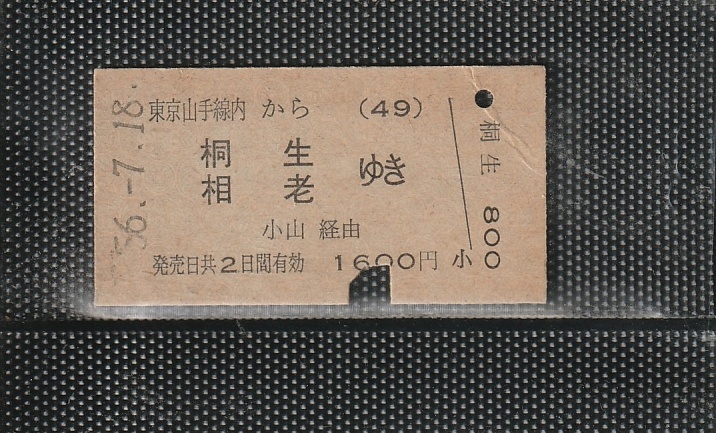 56.-7.18.
東京山手線内 から (49)
桐生
相老 ゆき
小山 経由
発売日共2日間有効 1600円
桐生
小 800